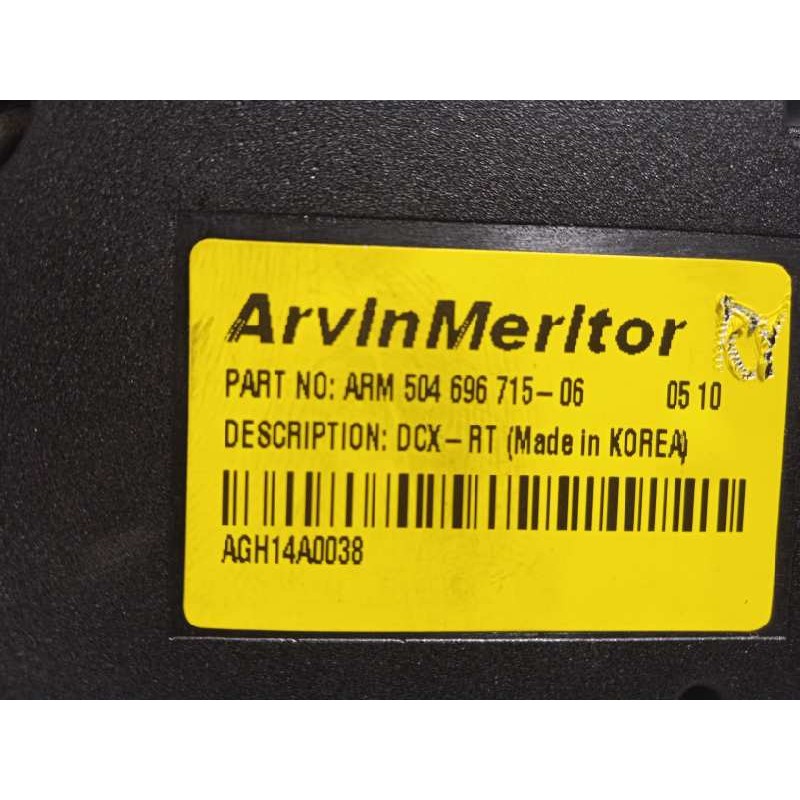 ArvinMeritor
PART NO: ARM 504 696 715-06 05 10
DESCRIPTION: DCX-RT (Made in KOREA)
AGH14A0038